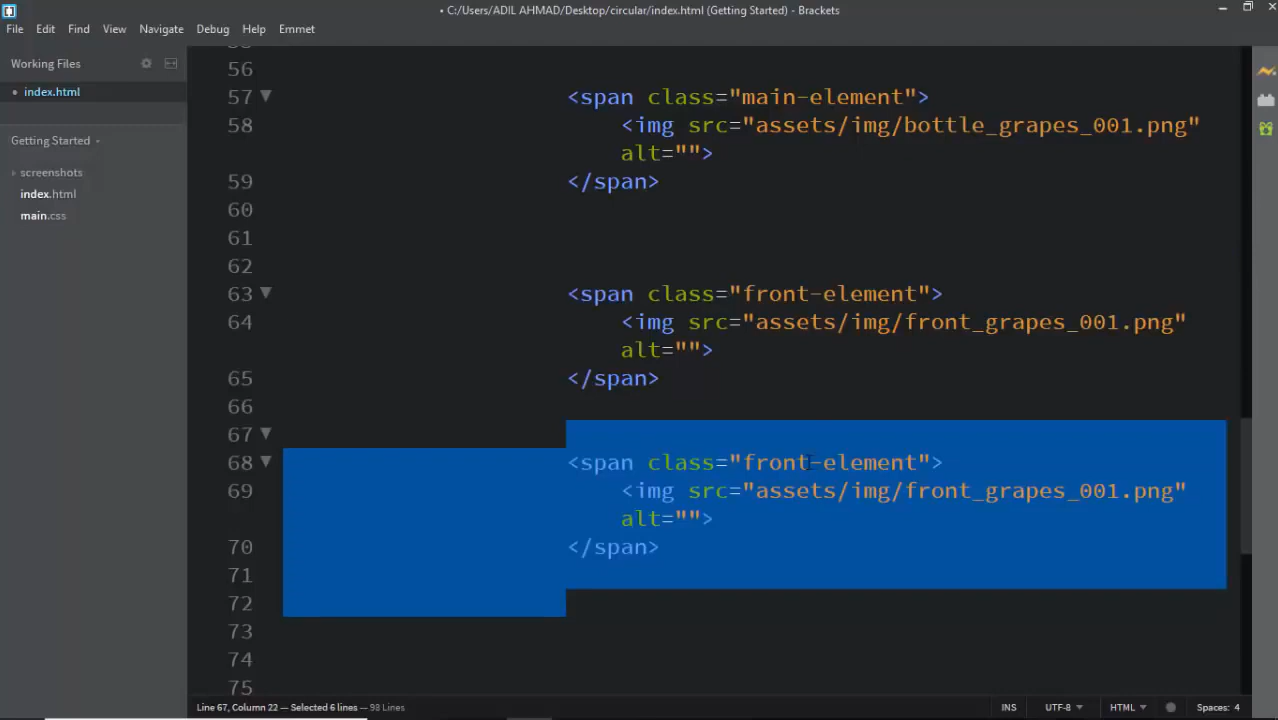 • C:/Users/ADIL AHMAD/Desktop/circular/index.html (Getting Started) - Brackets
File Edit Find View Navigate Debug Help Emmet
Working Files
• index.html
Getting Started
screenshots
index.html
main.css
56
57 <span class="main-element">
58 <img src="assets/img/bottle_grapes_001.png"
alt="">
59 </span>
60
61
62
63 <span class="front-element">
64 <img src="assets/img/front_grapes_001.png"
alt="">
65 </span>
66
67
68 <span class="front-element">
69 <img src="assets/img/front_grapes_001.png"
alt="">
70 </span>
71
72
73
74
75
Line 67, Column 22 — Selected 6 lines — 98 Lines INS UTF-8 HTML Spaces: 4